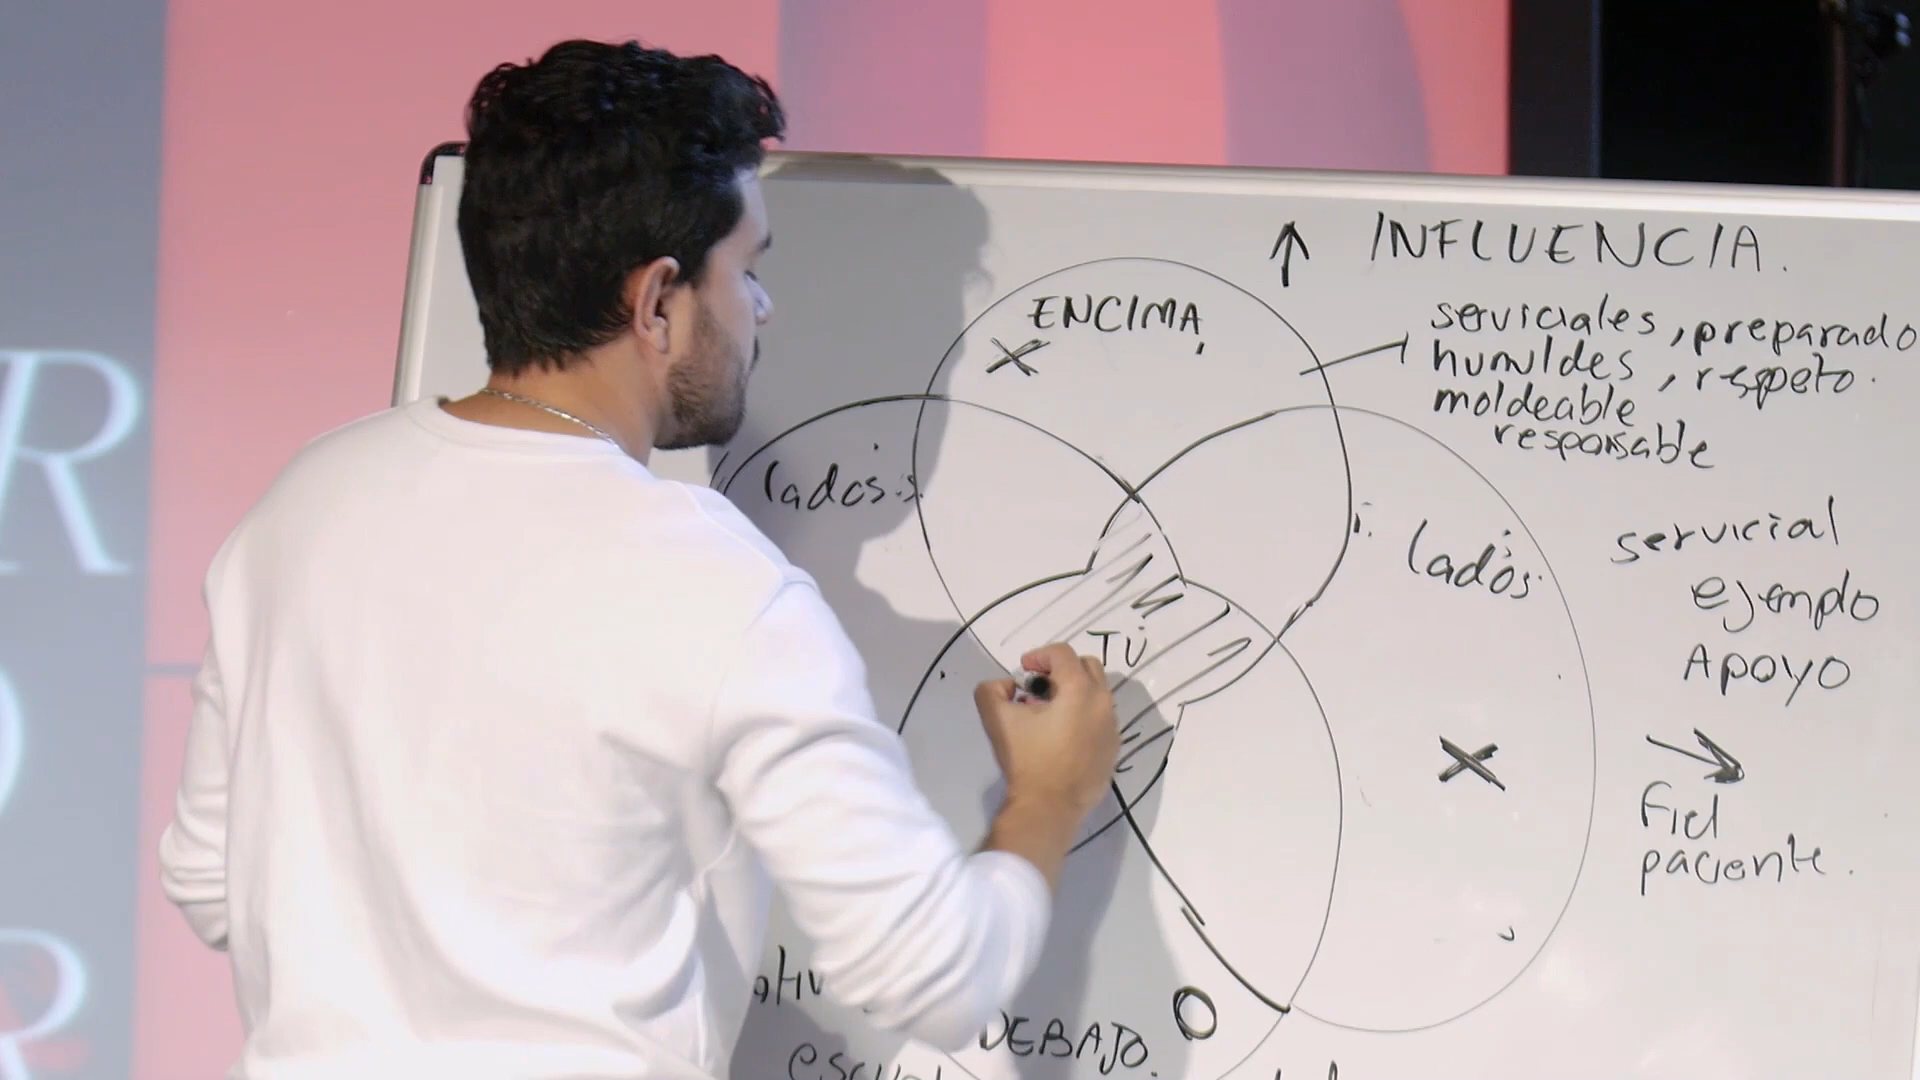 ↑ INFLUENCIA.
ENCIMA,
serviciales, preparado
humildes, respeto.
moldeable
responsable
lados
lados
servicial
ejemplo
Apoyo
TÚ
Fiel
paciente.
DEBAJO.
R
R